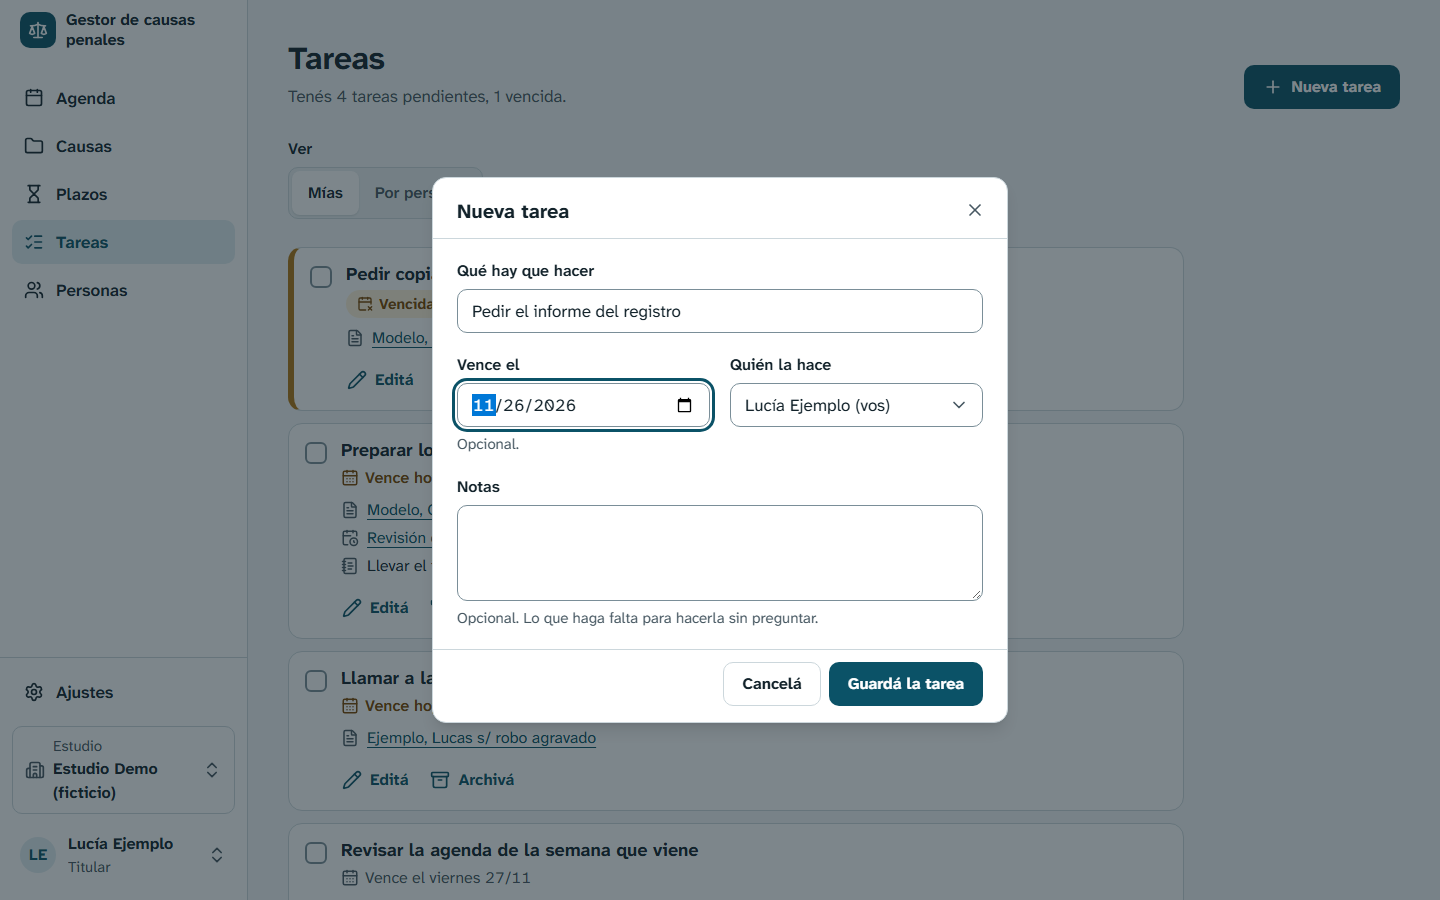 Gestor de causas
penales
Agenda
Causas
Plazos
Tareas
Personas
Ajustes
Estudio
Estudio Demo
(ficticio)
LE
Lucía Ejemplo
Titular
Tareas
Tenés 4 tareas pendientes, 1 vencida.
Nueva tarea
Ver
Mías
Por pers
Pedir copi
Vencida
Modelo,
Editá
Preparar lo
Vence ho
Modelo,
Revisión
Llevar el
Editá
Llamar a la
Vence ho
Ejemplo, Lucas s/ robo agravado
Editá
Archivá
Revisar la agenda de la semana que viene
Vence el viernes 27/11
Nueva tarea
Qué hay que hacer
Pedir el informe del registro
Vence el
Quién la hace
11/26/2026
Lucía Ejemplo (vos)
Opcional.
Notas
Opcional. Lo que haga falta para hacerla sin preguntar.
Cancelá
Guardá la tarea